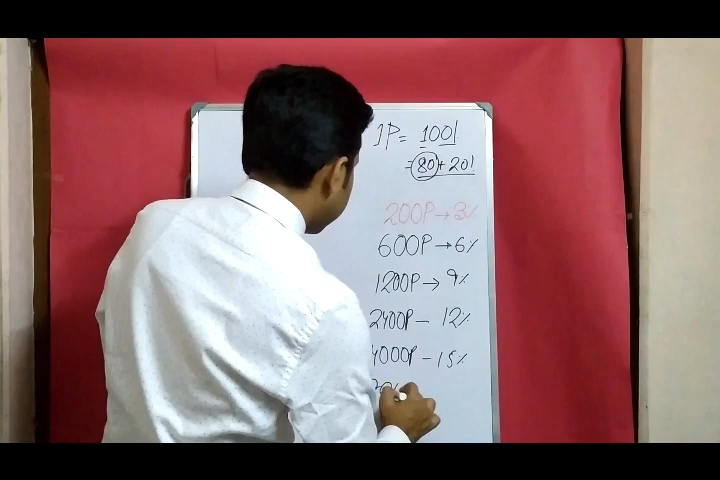 1P = 100/-
= 80 + 20/-
200P → 3%
600P → 6%
1200P → 9%
2400P – 12%
4000P – 15%